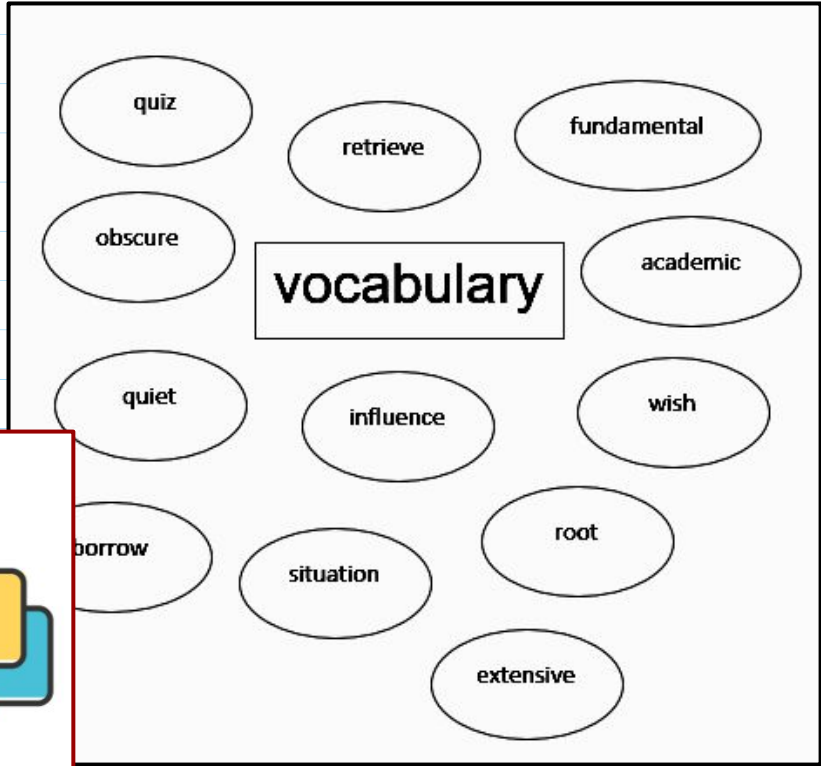 quiz
retrieve
fundamental
obscure
vocabulary
academic
quiet
influence
wish
borrow
situation
root
extensive